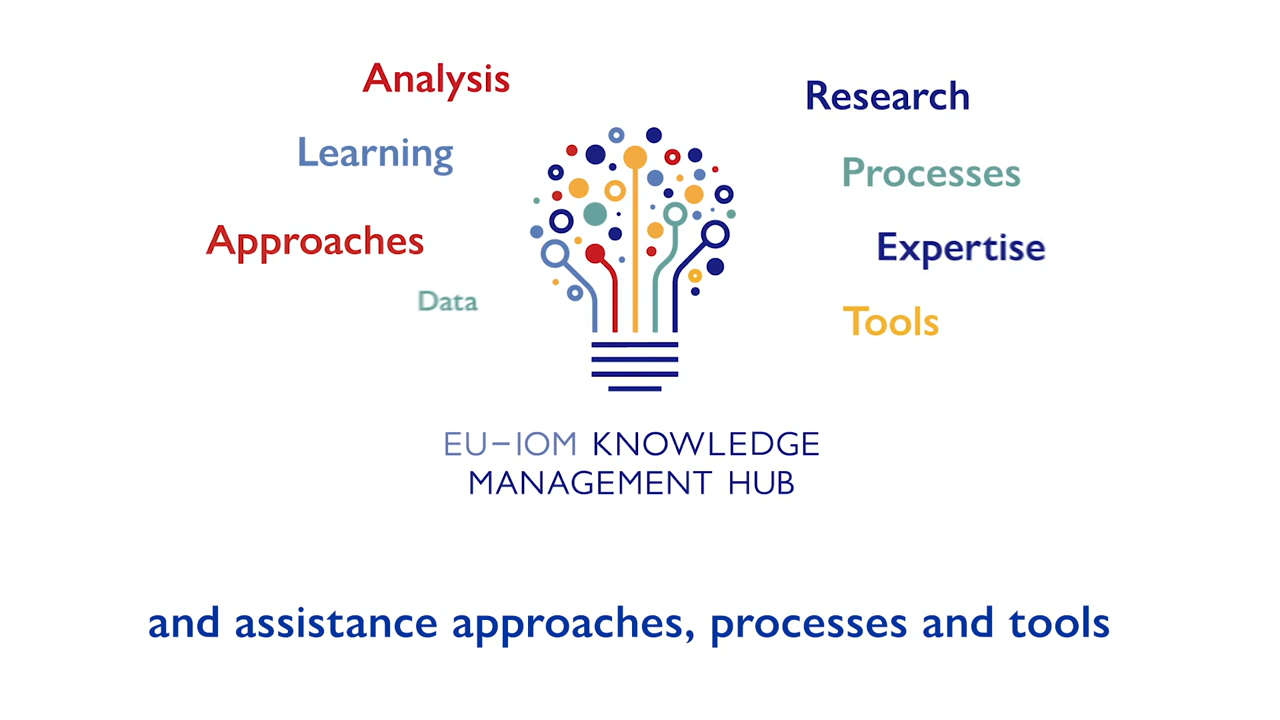 Analysis
Research
Learning
Processes
Approaches
Expertise
Data
Tools
EU–IOM KNOWLEDGE
MANAGEMENT HUB
and assistance approaches, processes and tools